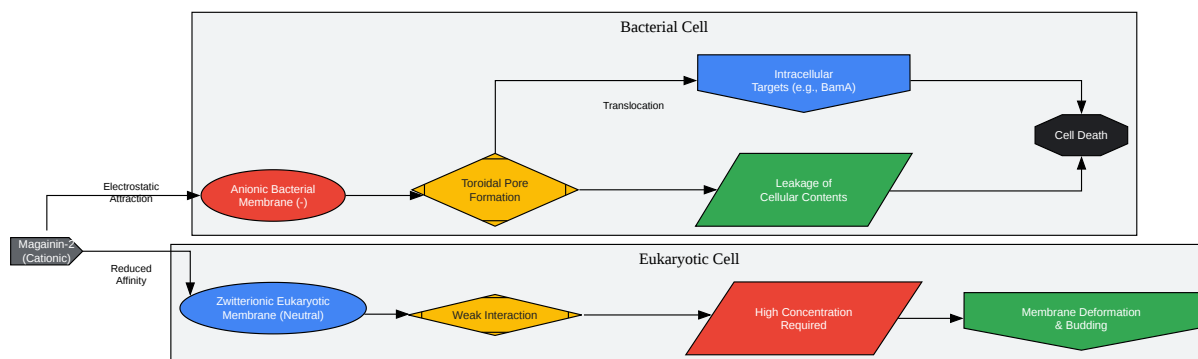 Bacterial Cell
Intracellular
Targets (e.g., BamA)
Translocation
Cell Death
Electrostatic
Attraction
Anionic Bacterial
Membrane (-)
Toroidal Pore
Formation
Leakage of
Cellular Contents
Magainin-2
(Cationic)
Reduced
Affinity
Eukaryotic Cell
Zwitterionic Eukaryotic
Membrane (Neutral)
Weak Interaction
High Concentration
Required
Membrane Deformation
& Budding